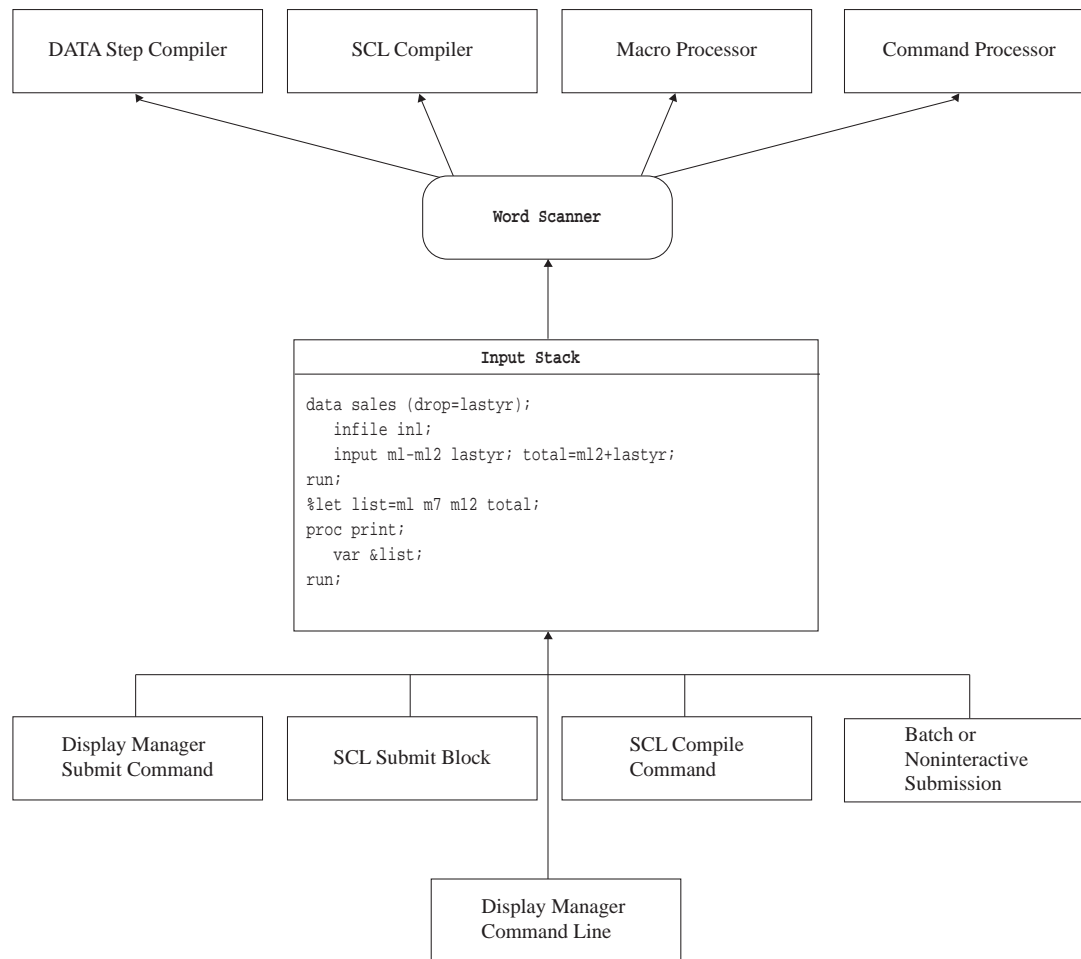 DATA Step Compiler
SCL Compiler
Macro Processor
Command Processor
Word Scanner
Input Stack
data sales (drop=lastyr);
infile inl;
input ml-ml2 lastyr; total=ml2+lastyr;
run;
%let list=ml m7 ml2 total;
proc print;
var &list;
run;
Display Manager
Submit Command
SCL Submit Block
SCL Compile
Command
Batch or
Noninteractive
Submission
Display Manager
Command Line